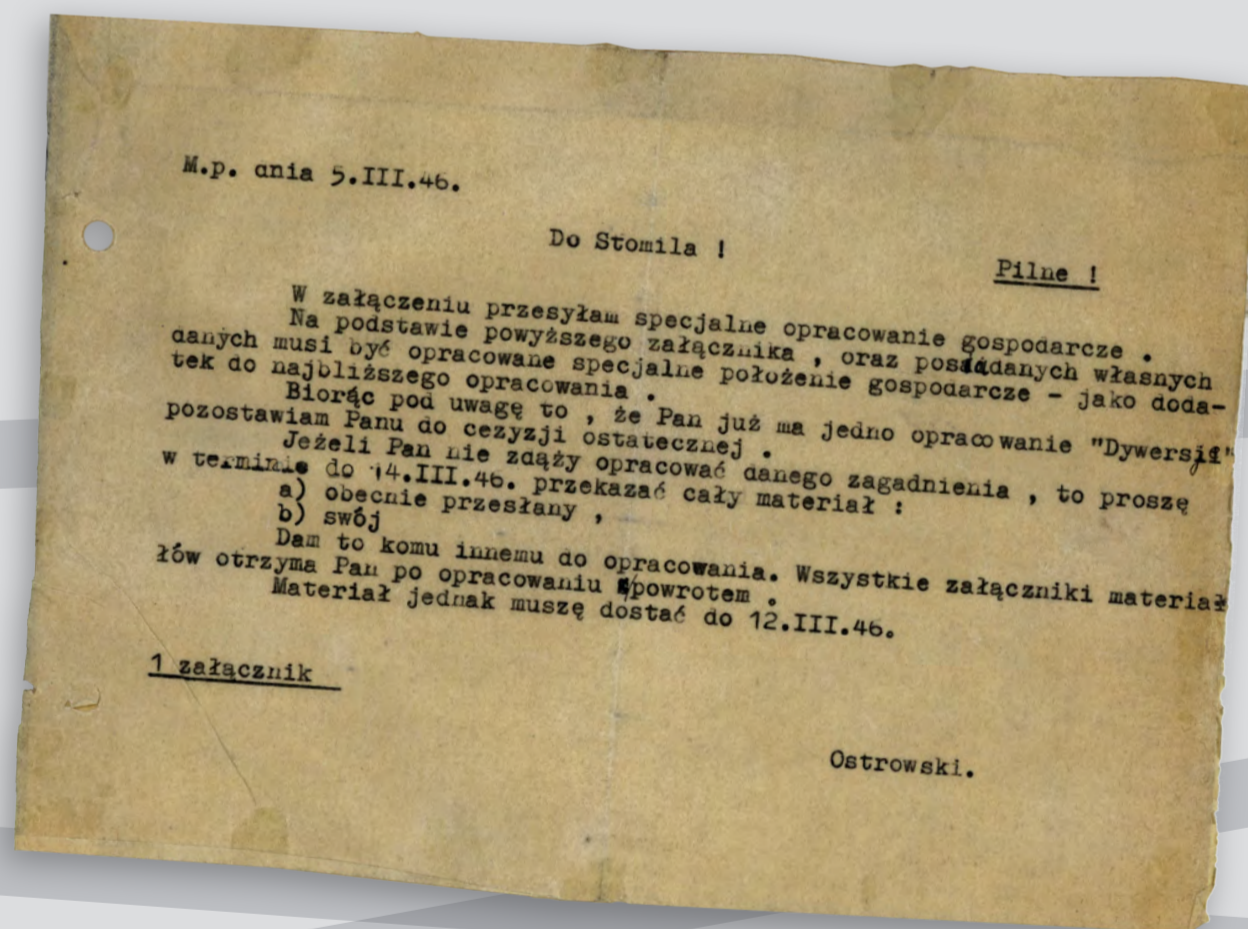 M.p. dnia 5.III.46.
Do Stomila !
Pilne !
W załączeniu przesyłam specjalne opracowanie gospodarcze .
Na podstawie powyższego załącznika , oraz posiadanych własnych
danych musi być opracowane specjalne położenie gospodarcze - jako doda-
tek do najbliższego opracowania .
Biorąc pod uwagę to , że Pan już ma jedno opracowanie "Dywersji"
pozostawiam Panu do cezyzji ostatecznej .
Jeżeli Pan nie zdąży opracować danego zagadnienia , to proszę
w terminie do 14.III.46. przekazać cały materiał :
a) obecnie przesłany ,
b) swój
Dam to komu innemu do opracowania. Wszystkie załączniki materiał
łów otrzyma Pan po opracowaniu spowrotem .
Materiał jednak muszę dostać do 12.III.46.
1 załącznik
Ostrowski.